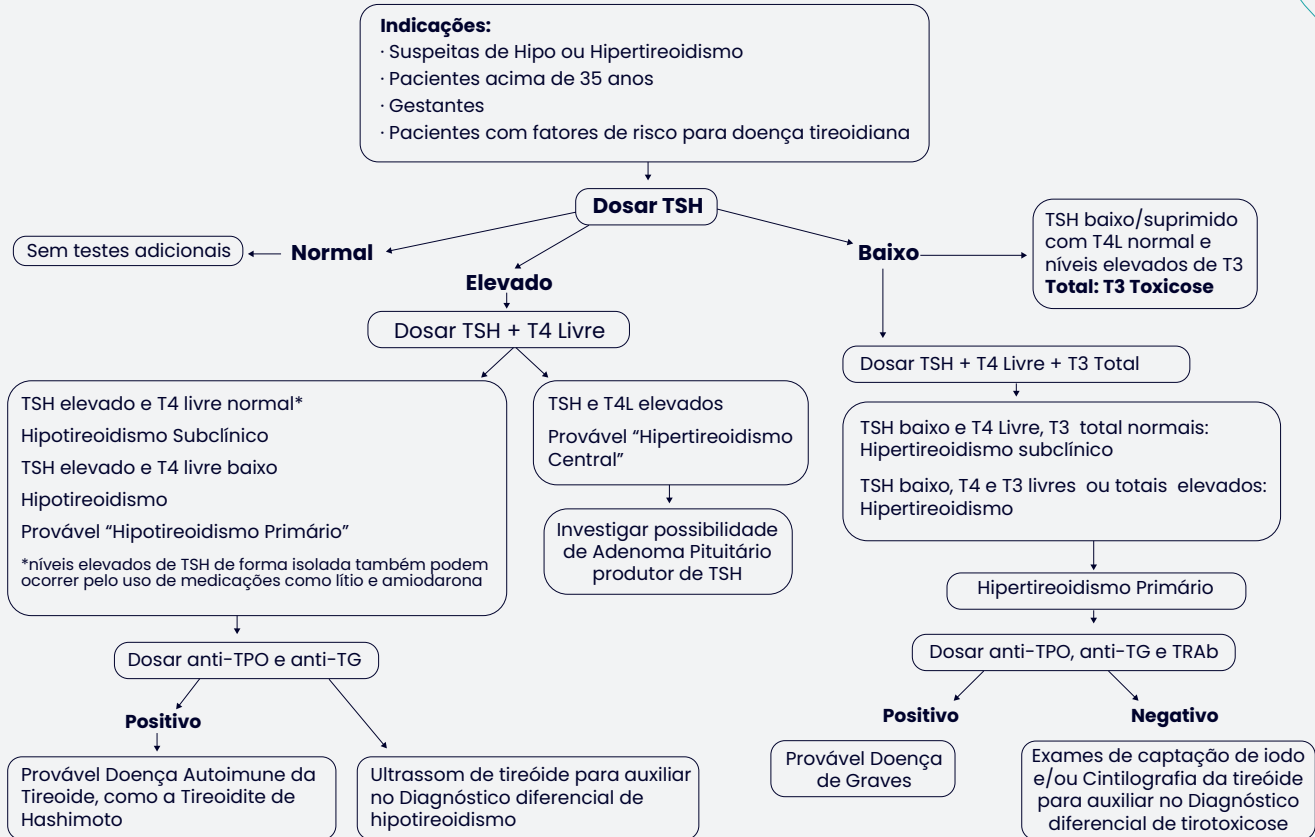 Indicações:
· Suspeitas de Hipo ou Hipertireoidismo
· Pacientes acima de 35 anos
· Gestantes
· Pacientes com fatores de risco para doença tireoidiana
Dosar TSH
Sem testes adicionais
Normal
Elevado
Baixo
TSH baixo/suprimido
com T4L normal e
níveis elevados de T3
Total: T3 Toxicose
Dosar TSH + T4 Livre
Dosar TSH + T4 Livre + T3 Total
TSH elevado e T4 livre normal*
Hipotireoidismo Subclínico
TSH elevado e T4 livre baixo
Hipotireoidismo
Provável “Hipotireoidismo Primário”
*níveis elevados de TSH de forma isolada também podem
ocorrer pelo uso de medicações como lítio e amiodarona
TSH e T4L elevados
Provável “Hipertireoidismo
Central”
Investigar possibilidade
de Adenoma Pituitário
produtor de TSH
TSH baixo e T4 Livre, T3 total normais:
Hipertireoidismo subclínico
TSH baixo, T4 e T3 livres ou totais elevados:
Hipertireoidismo
Hipertireoidismo Primário
Dosar anti-TPO e anti-TG
Dosar anti-TPO, anti-TG e TRAb
Positivo
Provável Doença Autoimune da
Tireoide, como a Tireoidite de
Hashimoto
Ultrassom de tireóide para auxiliar
no Diagnóstico diferencial de
hipotireoidismo
Positivo
Provável Doença
de Graves
Negativo
Exames de captação de iodo
e/ou Cintilografia da tireóide
para auxiliar no Diagnóstico
diferencial de tirotoxicose